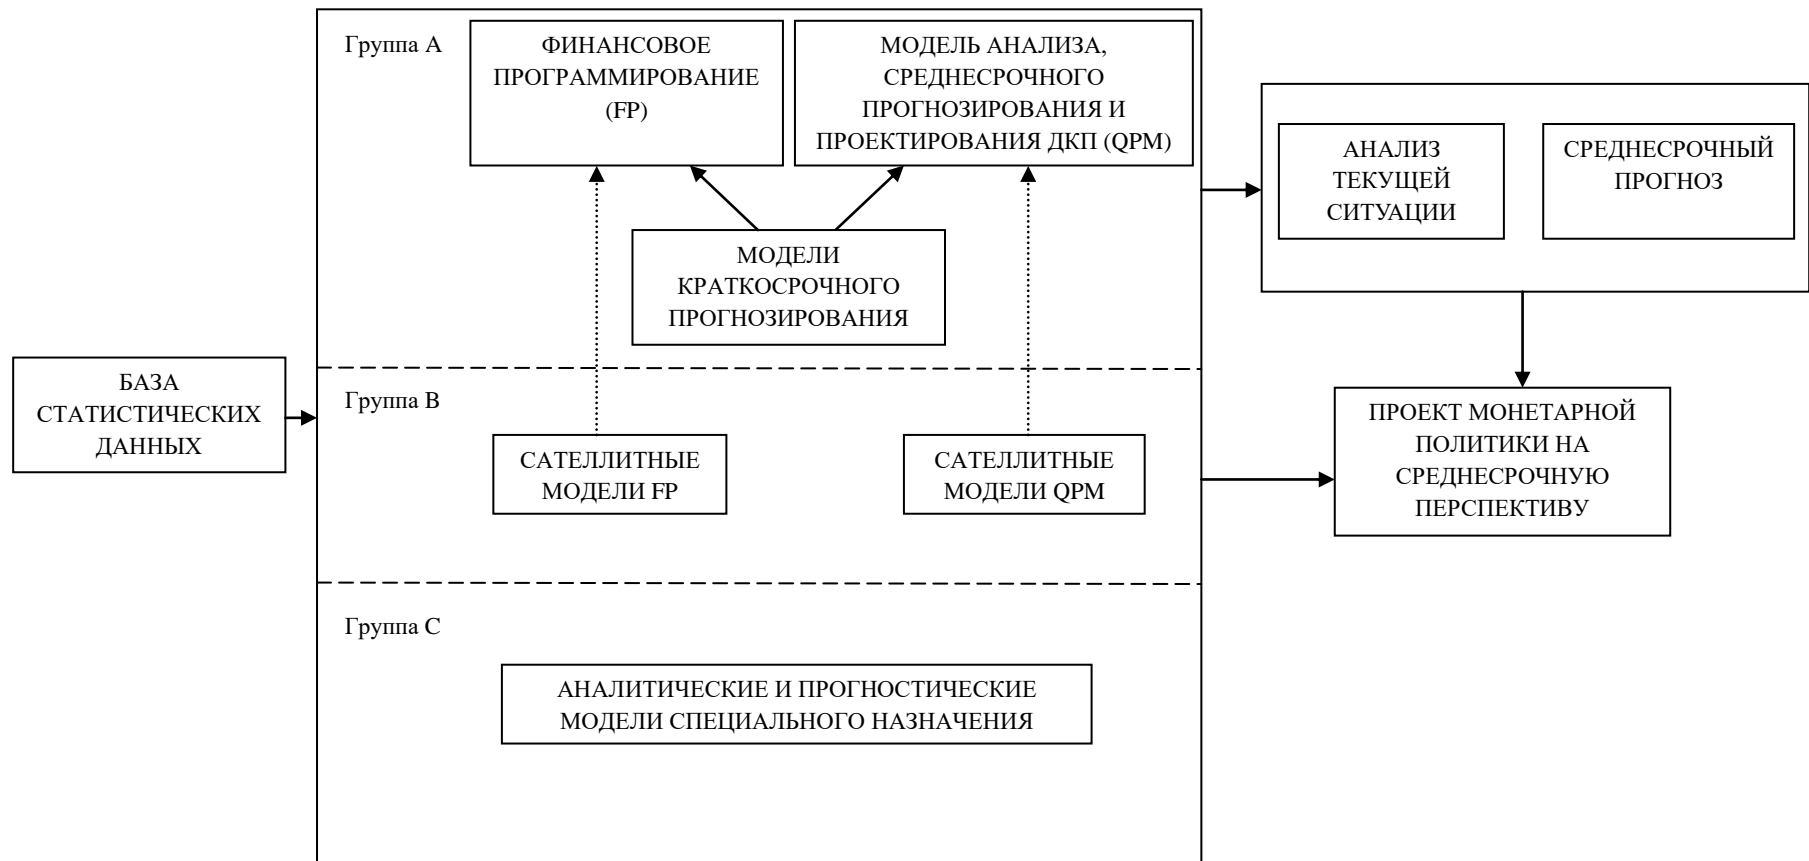 Группа А
ФИНАНСОВОЕ
ПРОГРАММИРОВАНИЕ
(FP)
МОДЕЛЬ АНАЛИЗА,
СРЕДНЕСРОЧНОГО
ПРОГНОЗИРОВАНИЯ И
ПРОЕКТИРОВАНИЯ ДКП (QPM)
МОДЕЛИ
КРАТКОСРОЧНОГО
ПРОГНОЗИРОВАНИЯ
АНАЛИЗ
ТЕКУЩЕЙ
СИТУАЦИИ
СРЕДНЕСРОЧНЫЙ
ПРОГНОЗ
БАЗА
СТАТИСТИЧЕСКИХ
ДАННЫХ
Группа В
САТЕЛЛИТНЫЕ
МОДЕЛИ FP
САТЕЛЛИТНЫЕ
МОДЕЛИ QPM
ПРОЕКТ МОНЕТАРНОЙ
ПОЛИТИКИ НА
СРЕДНЕСРОЧНУЮ
ПЕРСПЕКТИВУ
Группа С
АНАЛИТИЧЕСКИЕ И ПРОГНОСТИЧЕСКИЕ
МОДЕЛИ СПЕЦИАЛЬНОГО НАЗНАЧЕНИЯ